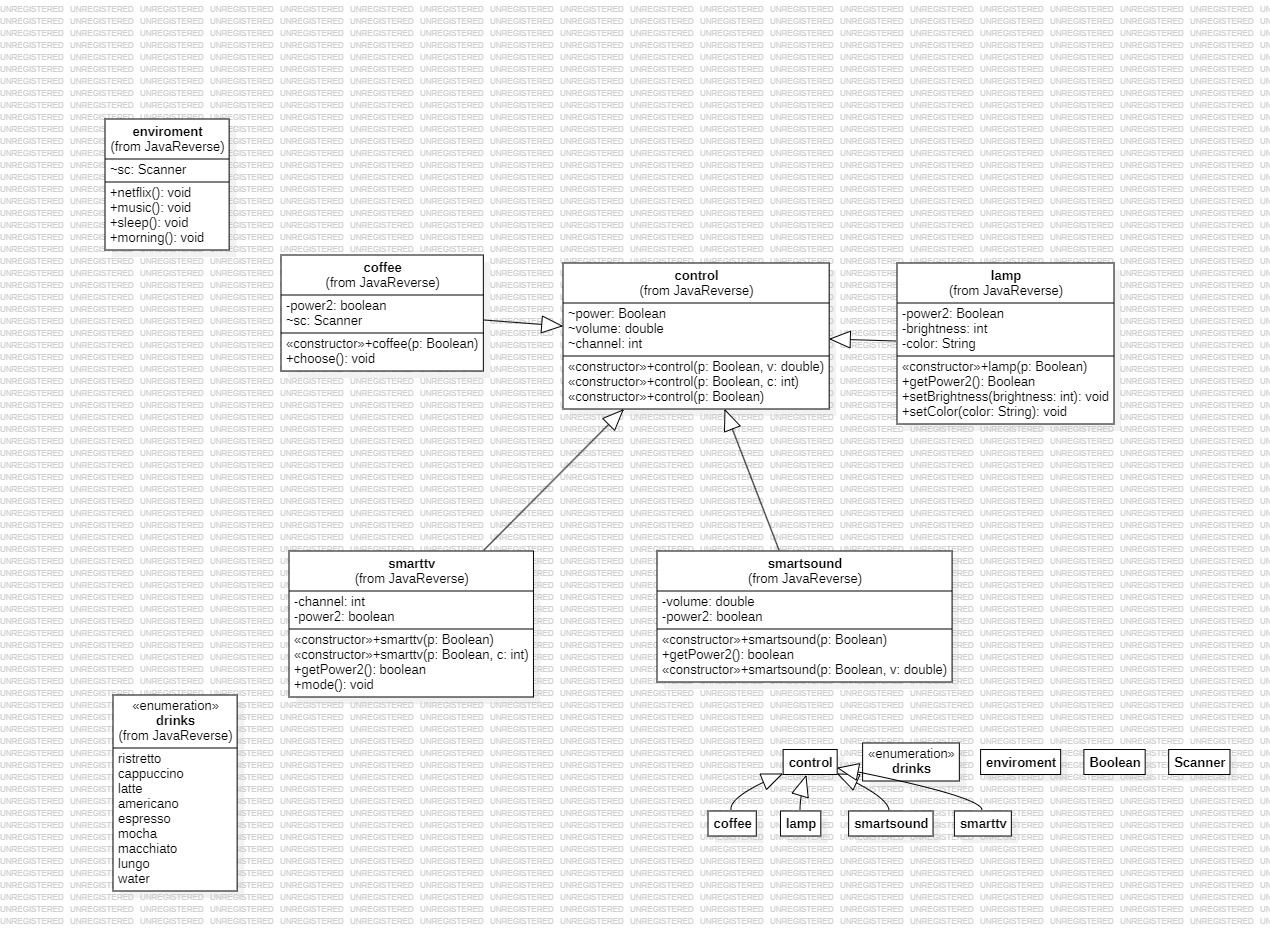 enviroment
(from JavaReverse)
~sc: Scanner
+netflix(): void
+music(): void
+sleep(): void
+morning(): void
coffee
(from JavaReverse)
-power2: boolean
~sc: Scanner
«constructor»+coffee(p: Boolean)
+choose(): void
control
(from JavaReverse)
~power: Boolean
~volume: double
~channel: int
«constructor»+control(p: Boolean, v: double)
«constructor»+control(p: Boolean, c: int)
«constructor»+control(p: Boolean)
lamp
(from JavaReverse)
-power2: Boolean
-brightness: int
-color: String
«constructor»+lamp(p: Boolean)
+getPower2(): Boolean
+setBrightness(brightness: int): void
+setColor(color: String): void
smarttv
(from JavaReverse)
-channel: int
-power2: boolean
«constructor»+smarttv(p: Boolean)
«constructor»+smarttv(p: Boolean, c: int)
+getPower2(): boolean
+mode(): void
smartsound
(from JavaReverse)
-volume: double
-power2: boolean
«constructor»+smartsound(p: Boolean)
+getPower2(): boolean
«constructor»+smartsound(p: Boolean, v: double)
«enumeration»
drinks
(from JavaReverse)
ristretto
cappuccino
latte
americano
espresso
mocha
macchiato
lungo
water
control
«enumeration»
drinks
enviroment
Boolean
Scanner
coffee
lamp
smartsound
smarttv
UNREGISTERED